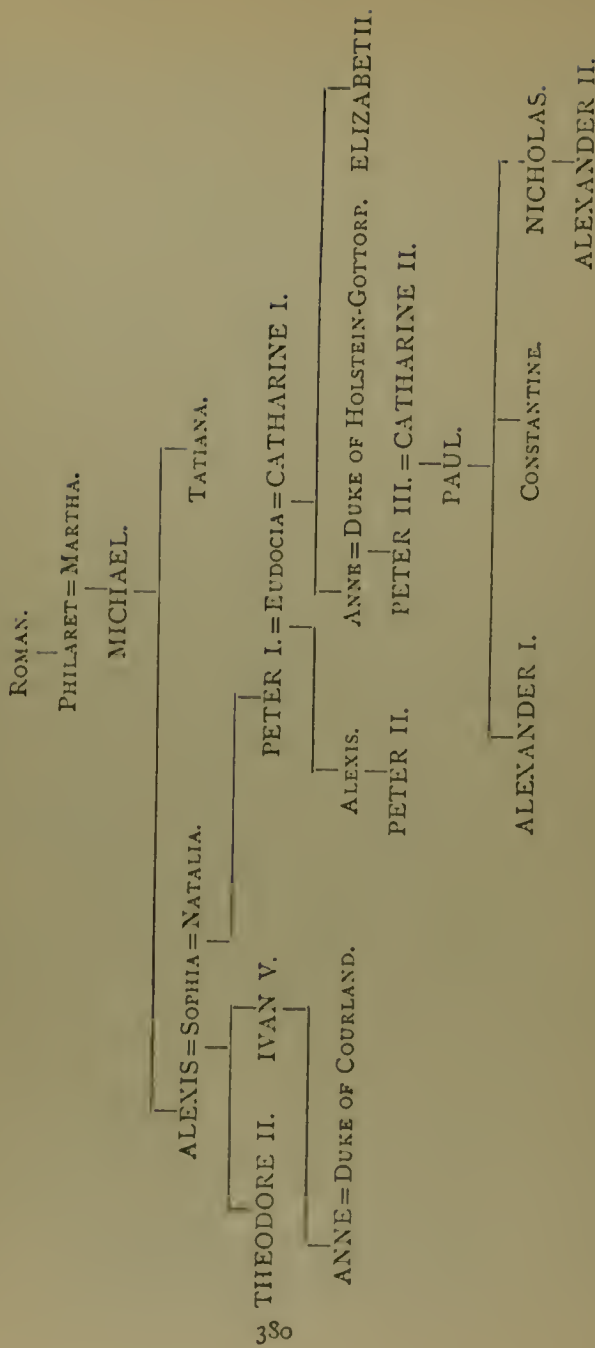 ROMAN.
PHILARET = MARTHA.
MICHAEL.
ALEXIS = SOPHIA = NATALIA. TATIANA.
THEODORE II. IVAN V. PETER I. = EUDOCIA = CATHARINE I.
ANNE = DUKE OF COURLAND. ALEXIS. ANNE = DUKE OF HOLSTEIN-GOTTORP. ELIZABETH.
PETER II. PETER III. = CATHARINE II.
PAUL.
ALEXANDER I. CONSTANTINE. NICHOLAS.
ALEXANDER II.
380